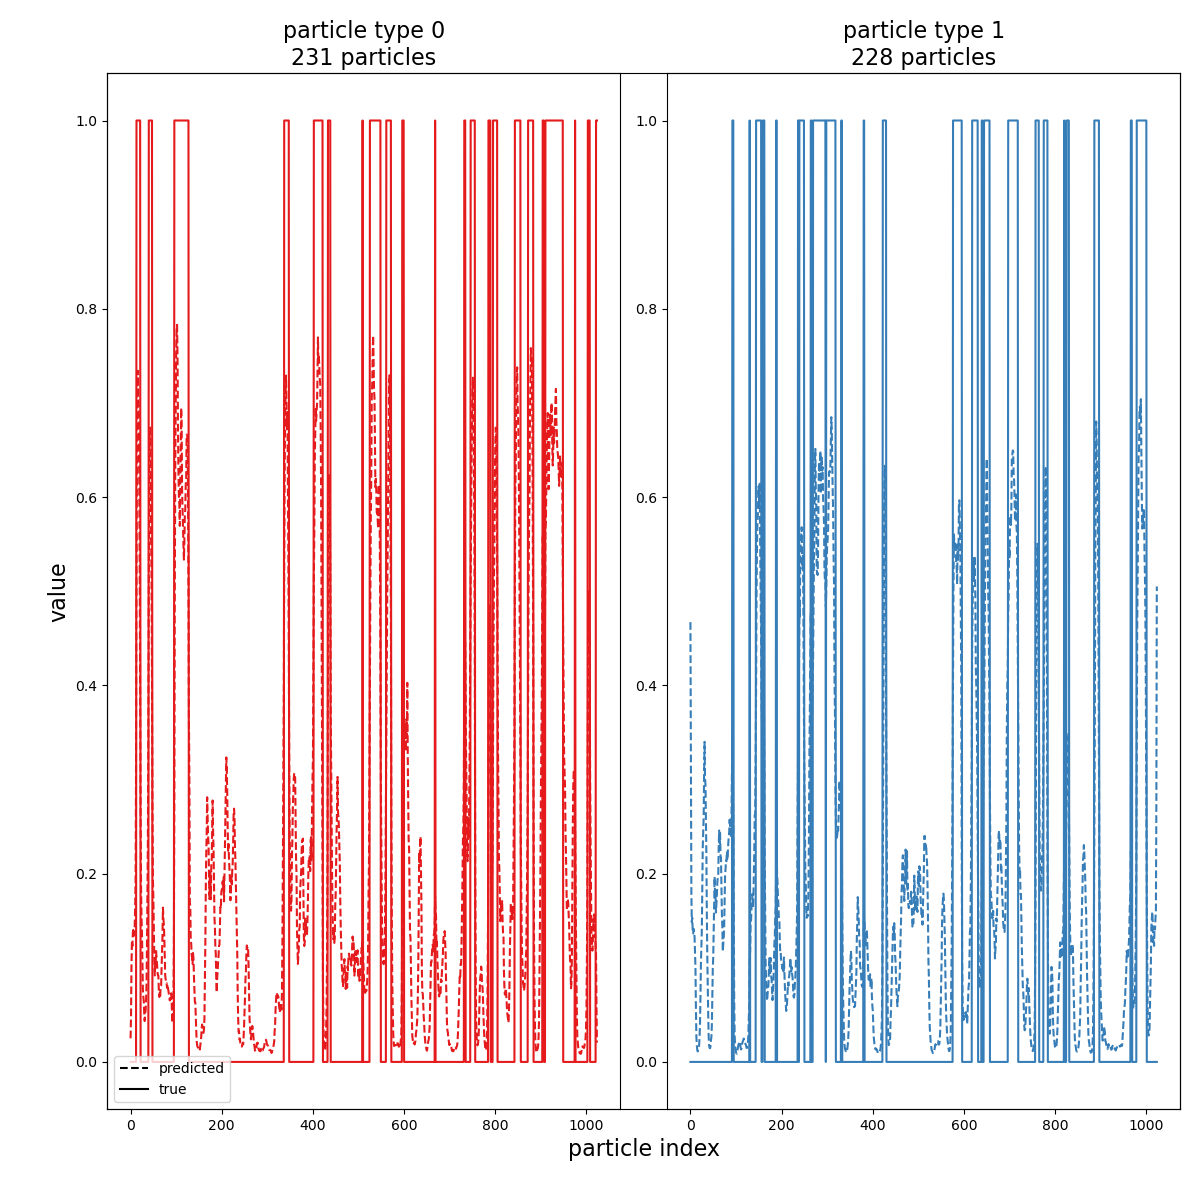 particle type 0
231 particles
particle type 1
228 particles
1.0
0.8
0.6
0.4
0.2
0.0
1.0
0.8
0.6
0.4
0.2
0.0
value
predicted
true
0 200 400 600 800 1000
0 200 400 600 800 1000
particle index